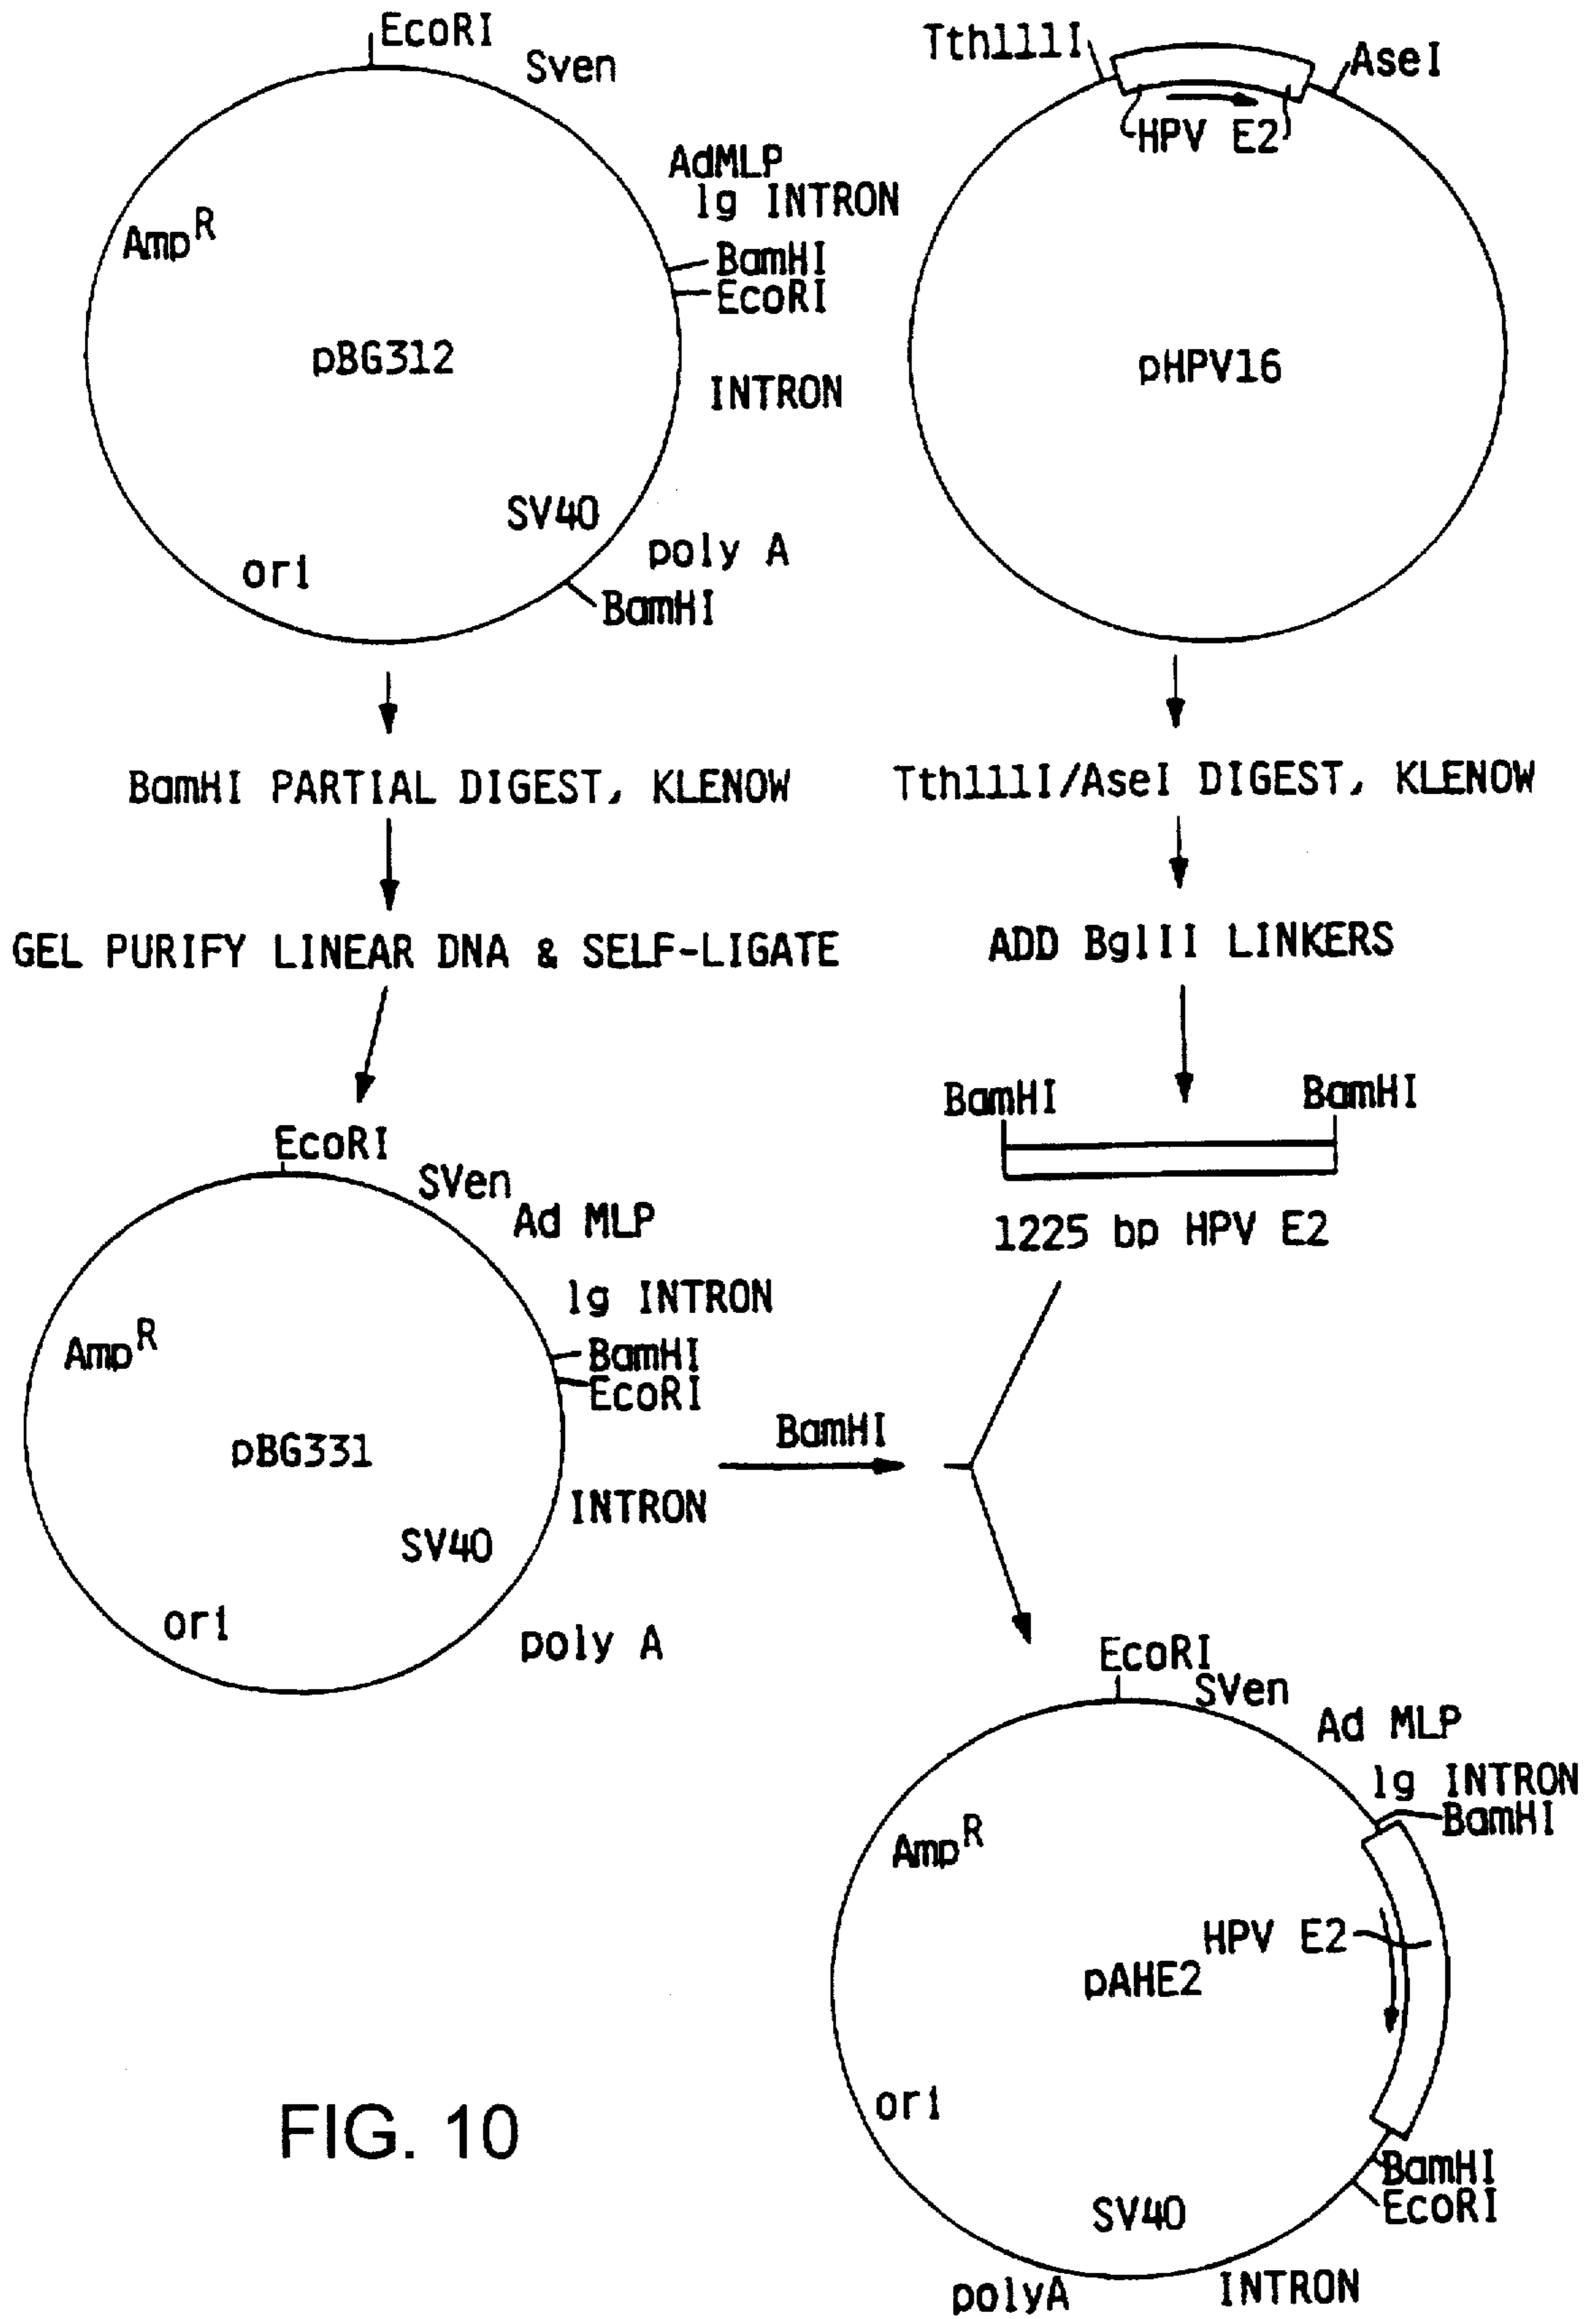 EcoRI
Sven
AdMLP
lg INTRON
BamHI
EcoRI
Amp^R
pBG312
INTRON
SV40
poly A
ori
BamHI
Tth111I
AseI
HPV E2
pHPV16
BamHI PARTIAL DIGEST, KLENOW
GEL PURIFY LINEAR DNA & SELF-LIGATE
Tth111I/AseI DIGEST, KLENOW
ADD BglII LINKERS
BamHI
BamHI
1225 bp HPV E2
EcoRI
SVen
Ad MLP
lg INTRON
BamHI
EcoRI
Amp^R
pBG331
INTRON
SV40
ori
poly A
BamHI
EcoRI
SVen
Ad MLP
lg INTRON
BamHI
Amp^R
HPV E2
pAHE2
ori
BamHI
EcoRI
SV40
polyA
INTRON
FIG. 10